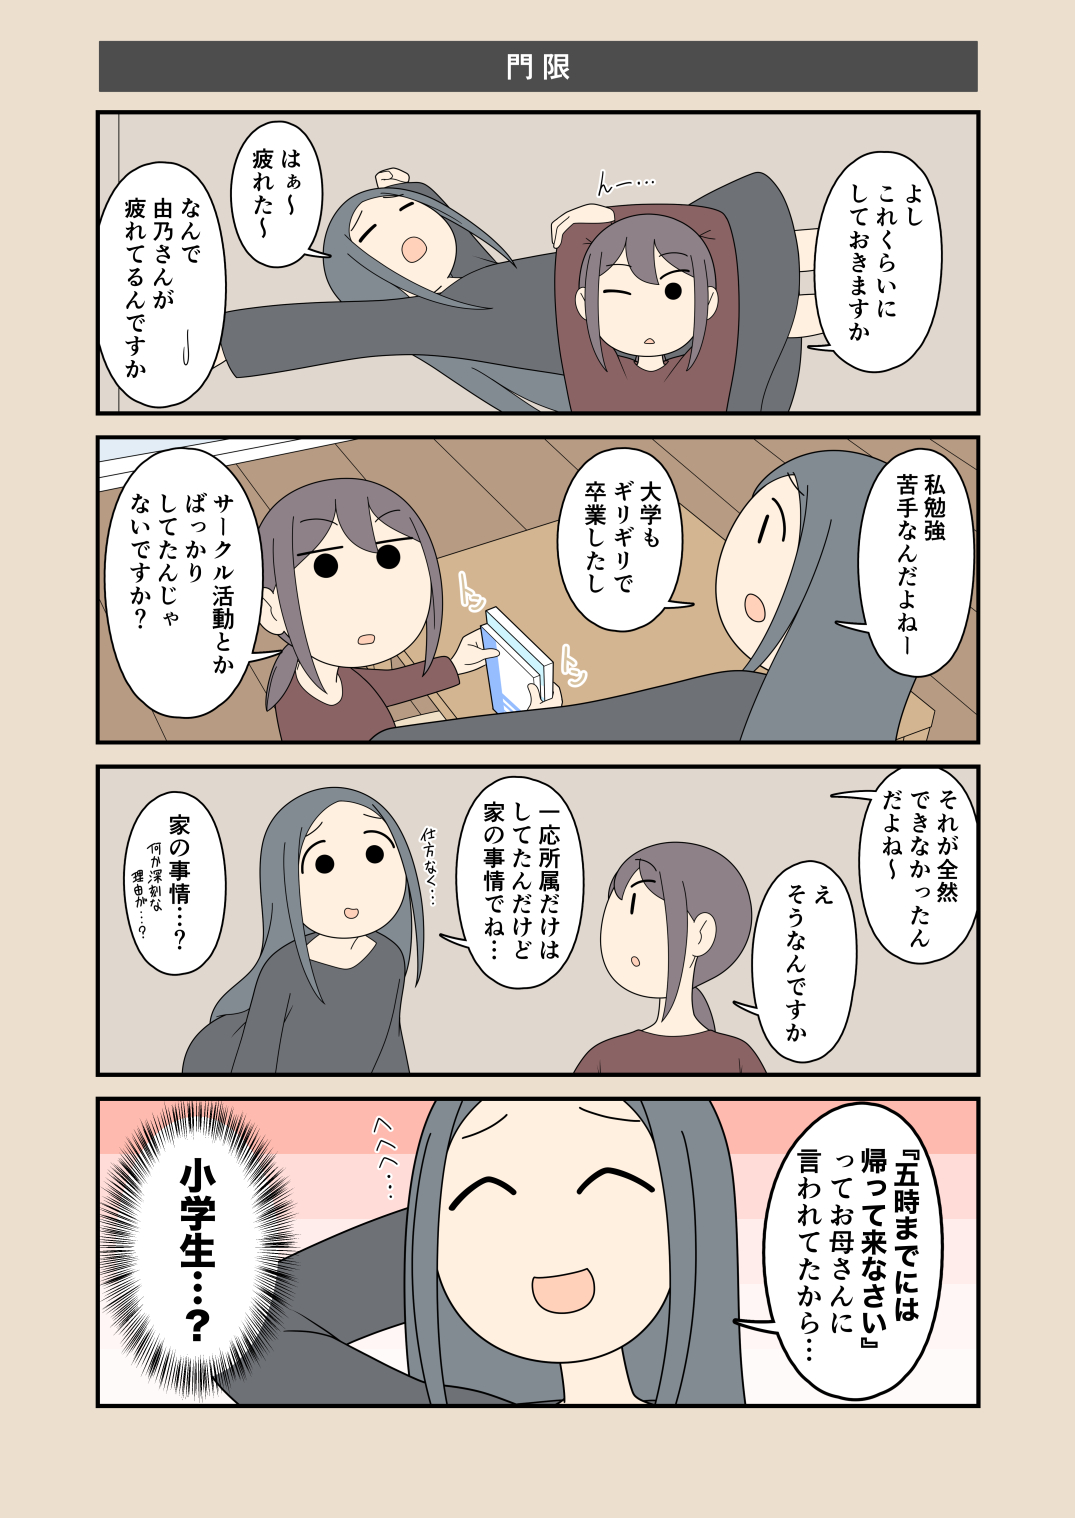 門限
よし
これくらいに
しておきますか
んー…
はぁ～
疲れた～
なんで
由乃さんが
疲れてるんですか
私勉強
苦手なんだよねー
大学も
ギリギリで
卒業したし
トン
トン
サークル活動とか
ばっかり
してたんじゃ
ないですか？
それが全然
できなかったん
だよね～
え
そうなんですか
一応所属だけは
してたんだけど
家の事情でね…
仕方なく…
家の事情…？
何か深刻な
理由が…？
『五時までには
帰って来なさい』
ってお母さんに
言われてたから…
へへへ…
小学生…？